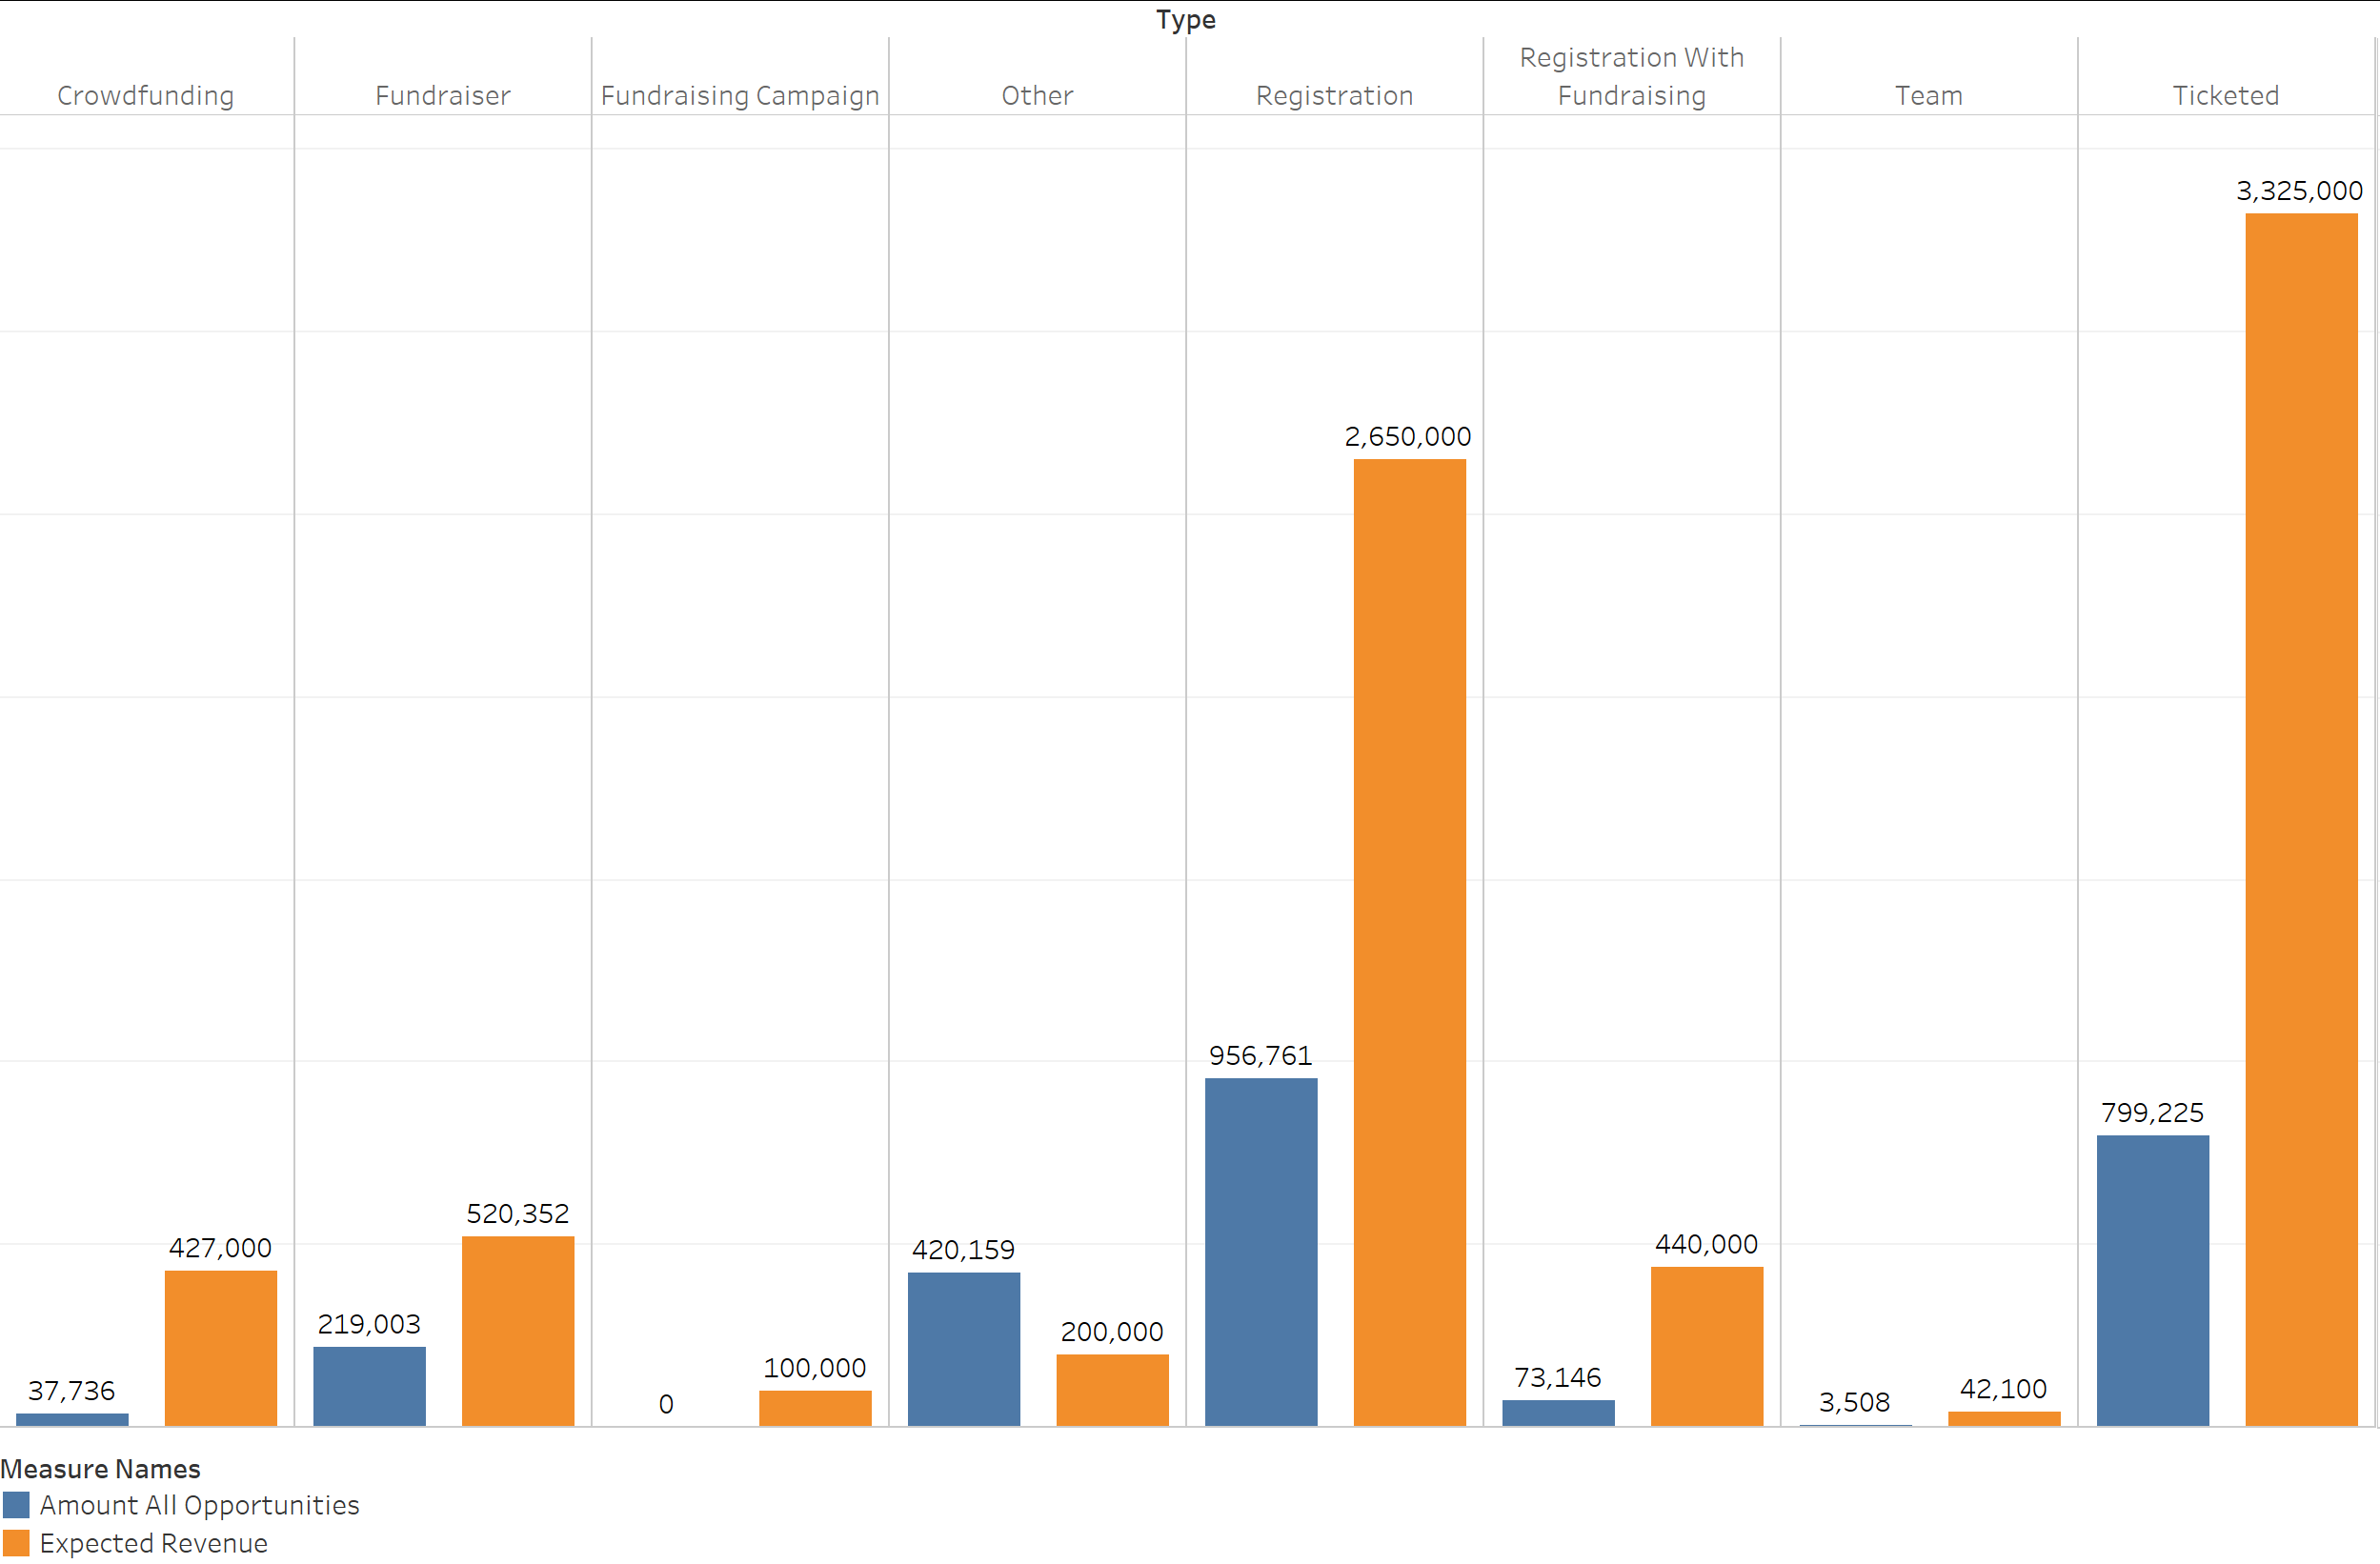 Type
Crowdfunding
Fundraiser
Fundraising Campaign
Other
Registration
Registration With
Fundraising
Team
Ticketed
37,736
427,000
219,003
520,352
0
100,000
420,159
200,000
956,761
2,650,000
73,146
440,000
3,508
42,100
799,225
3,325,000
Measure Names
Amount All Opportunities
Expected Revenue